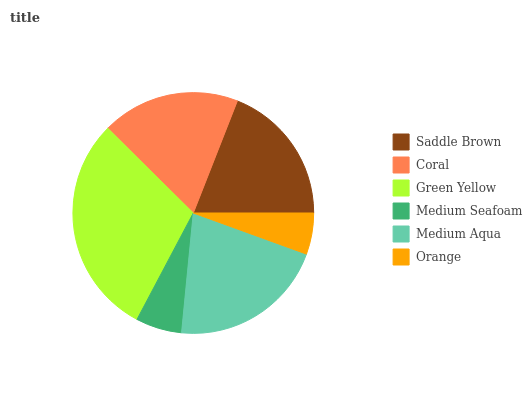 title
Saddle Brown
Coral
Green Yellow
Medium Seafoam
Medium Aqua
Orange